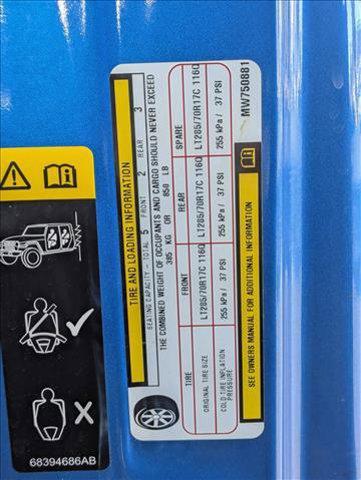 TIRE AND LOADING INFORMATION
SEATING CAPACITY - TOTAL 5 FRONT 2 REAR 3
THE COMBINED WEIGHT OF OCCUPANTS AND CARGO SHOULD NEVER EXCEED
385 KG OR 850 LB
TIRE FRONT REAR SPARE
ORIGINAL TIRE SIZE LT285/70R17C 116Q LT285/70R17C 116Q LT285/70R17C 116Q
COLD TIRE INFLATION
PRESSURE
255 kPa / 37 PSI 255 kPa / 37 PSI 255 kPa / 37 PSI
SEE OWNERS MANUAL FOR ADDITIONAL INFORMATION
MW750881
68394686AB